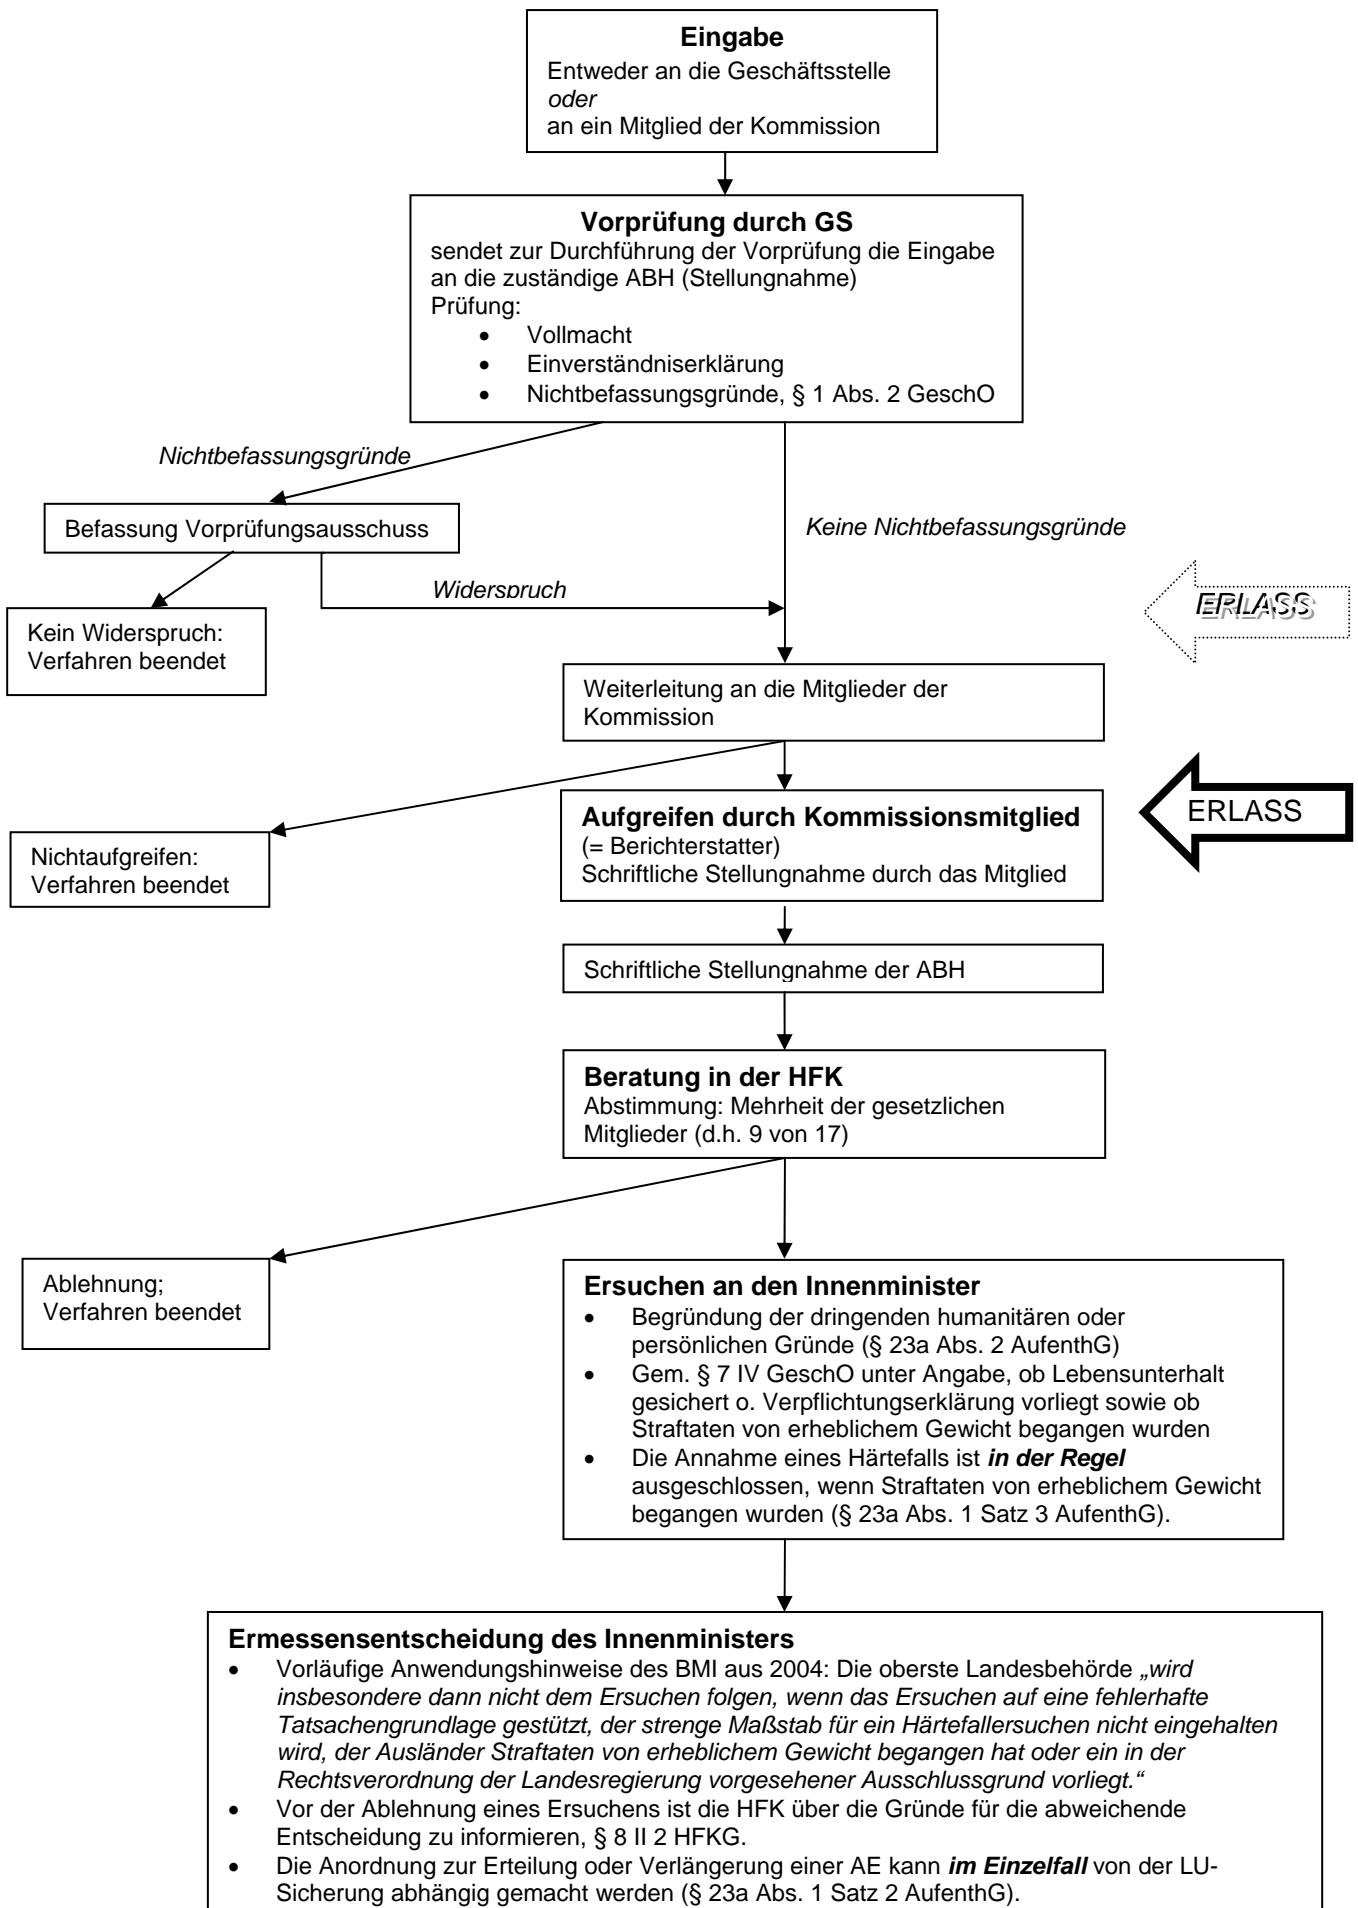 Eingabe
Entweder an die Geschäftsstelle
oder
an ein Mitglied der Kommission
Vorprüfung durch GS
sendet zur Durchführung der Vorprüfung die Eingabe
an die zuständige ABH (Stellungnahme)
Prüfung:
• Vollmacht
• Einverständniserklärung
• Nichtbefassungsgründe, § 1 Abs. 2 GeschO
Nichtbefassungsgründe
Befassung Vorprüfungsausschuss
Keine Nichtbefassungsgründe
Widerspruch
ERLASS
Kein Widerspruch:
Verfahren beendet
Weiterleitung an die Mitglieder der
Kommission
Aufgreifen durch Kommissionsmitglied
(= Berichterstatter)
Schriftliche Stellungnahme durch das Mitglied
ERLASS
Nichtaufgreifen:
Verfahren beendet
Schriftliche Stellungnahme der ABH
Beratung in der HFK
Abstimmung: Mehrheit der gesetzlichen
Mitglieder (d.h. 9 von 17)
Ablehnung;
Verfahren beendet
Ersuchen an den Innenminister
• Begründung der dringenden humanitären oder
persönlichen Gründe (§ 23a Abs. 2 AufenthG)
• Gem. § 7 IV GeschO unter Angabe, ob Lebensunterhalt
gesichert o. Verpflichtungserklärung vorliegt sowie ob
Straftaten von erheblichem Gewicht begangen wurden
• Die Annahme eines Härtefalls ist in der Regel
ausgeschlossen, wenn Straftaten von erheblichem Gewicht
begangen wurden (§ 23a Abs. 1 Satz 3 AufenthG).
Ermessensentscheidung des Innenministers
• Vorläufige Anwendungshinweise des BMI aus 2004: Die oberste Landesbehörde „wird
insbesondere dann nicht dem Ersuchen folgen, wenn das Ersuchen auf eine fehlerhafte
Tatsachengrundlage gestützt, der strenge Maßstab für ein Härtefallersuchen nicht eingehalten
wird, der Ausländer Straftaten von erheblichem Gewicht begangen hat oder ein in der
Rechtsverordnung der Landesregierung vorgesehener Ausschlussgrund vorliegt.“
• Vor der Ablehnung eines Ersuchens ist die HFK über die Gründe für die abweichende
Entscheidung zu informieren, § 8 II 2 HFKG.
• Die Anordnung zur Erteilung oder Verlängerung einer AE kann im Einzelfall von der LU-
Sicherung abhängig gemacht werden (§ 23a Abs. 1 Satz 2 AufenthG).